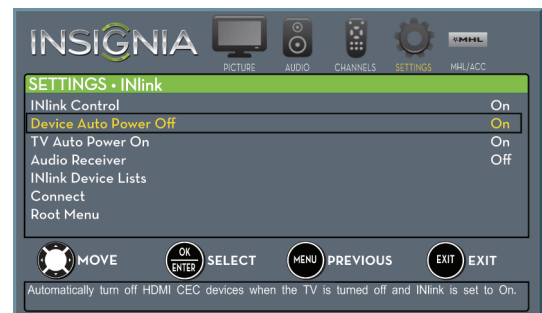 INSIGNIA
PICTURE AUDIO CHANNELS SETTINGS MHL/ACC
MHL
SETTINGS • INlink
INlink Control On
Device Auto Power Off On
TV Auto Power On On
Audio Receiver Off
INlink Device Lists
Connect
Root Menu
MOVE OK ENTER SELECT MENU PREVIOUS EXIT EXIT
Automatically turn off HDMI CEC devices when the TV is turned off and INlink is set to On.